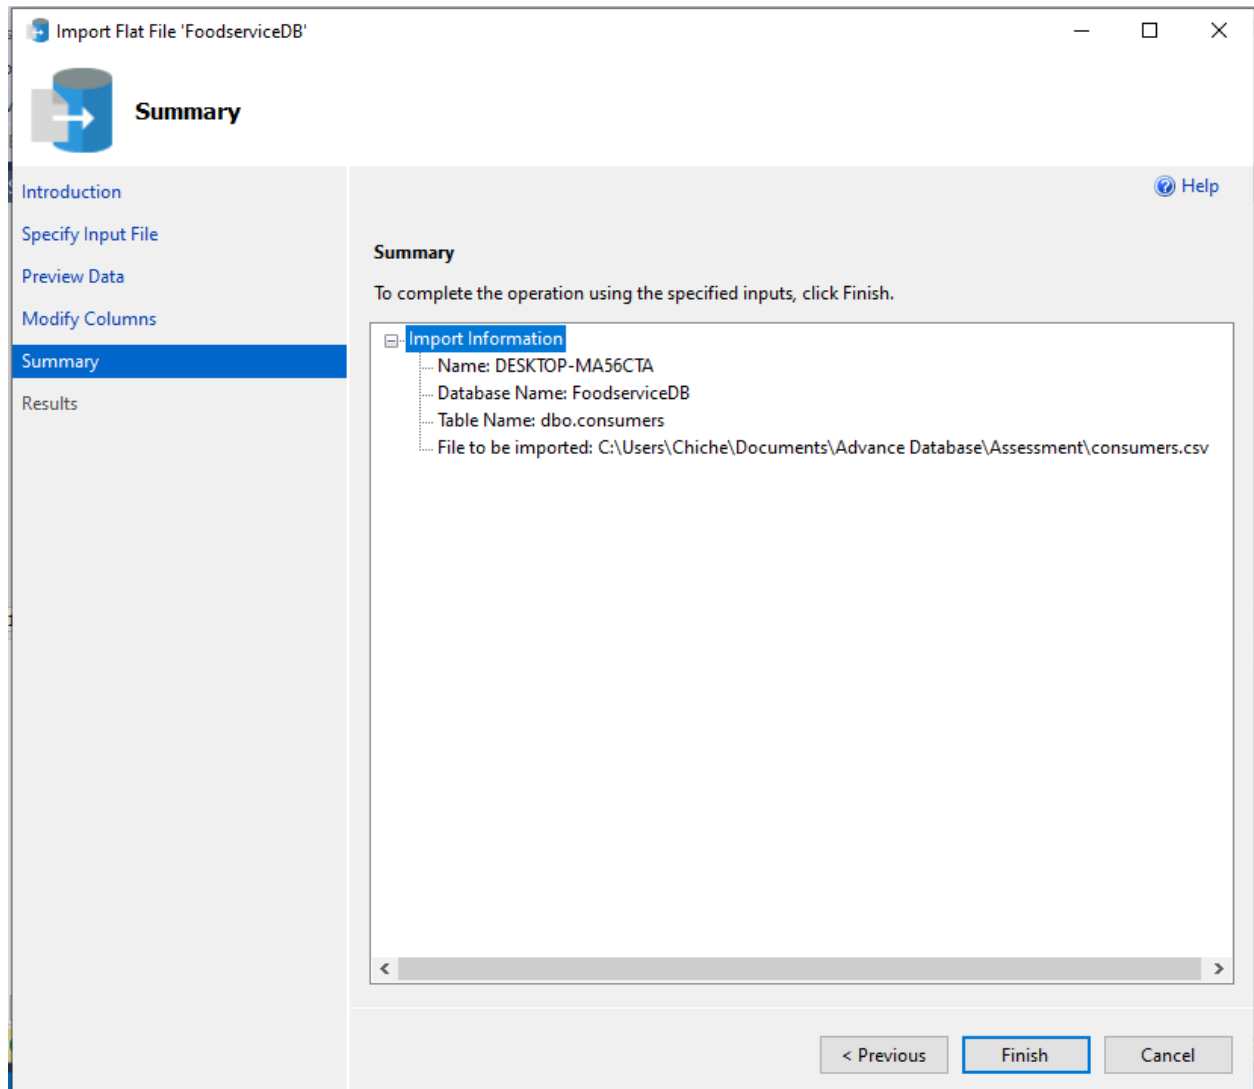 Import Flat File 'FoodserviceDB'
Summary
Introduction
Specify Input File
Preview Data
Modify Columns
Summary
Results
Help
Summary
To complete the operation using the specified inputs, click Finish.
Import Information
Name: DESKTOP-MA56CTA
Database Name: FoodserviceDB
Table Name: dbo.consumers
File to be imported: C:\Users\Chiche\Documents\Advance Database\Assessment\consumers.csv
< Previous Finish Cancel